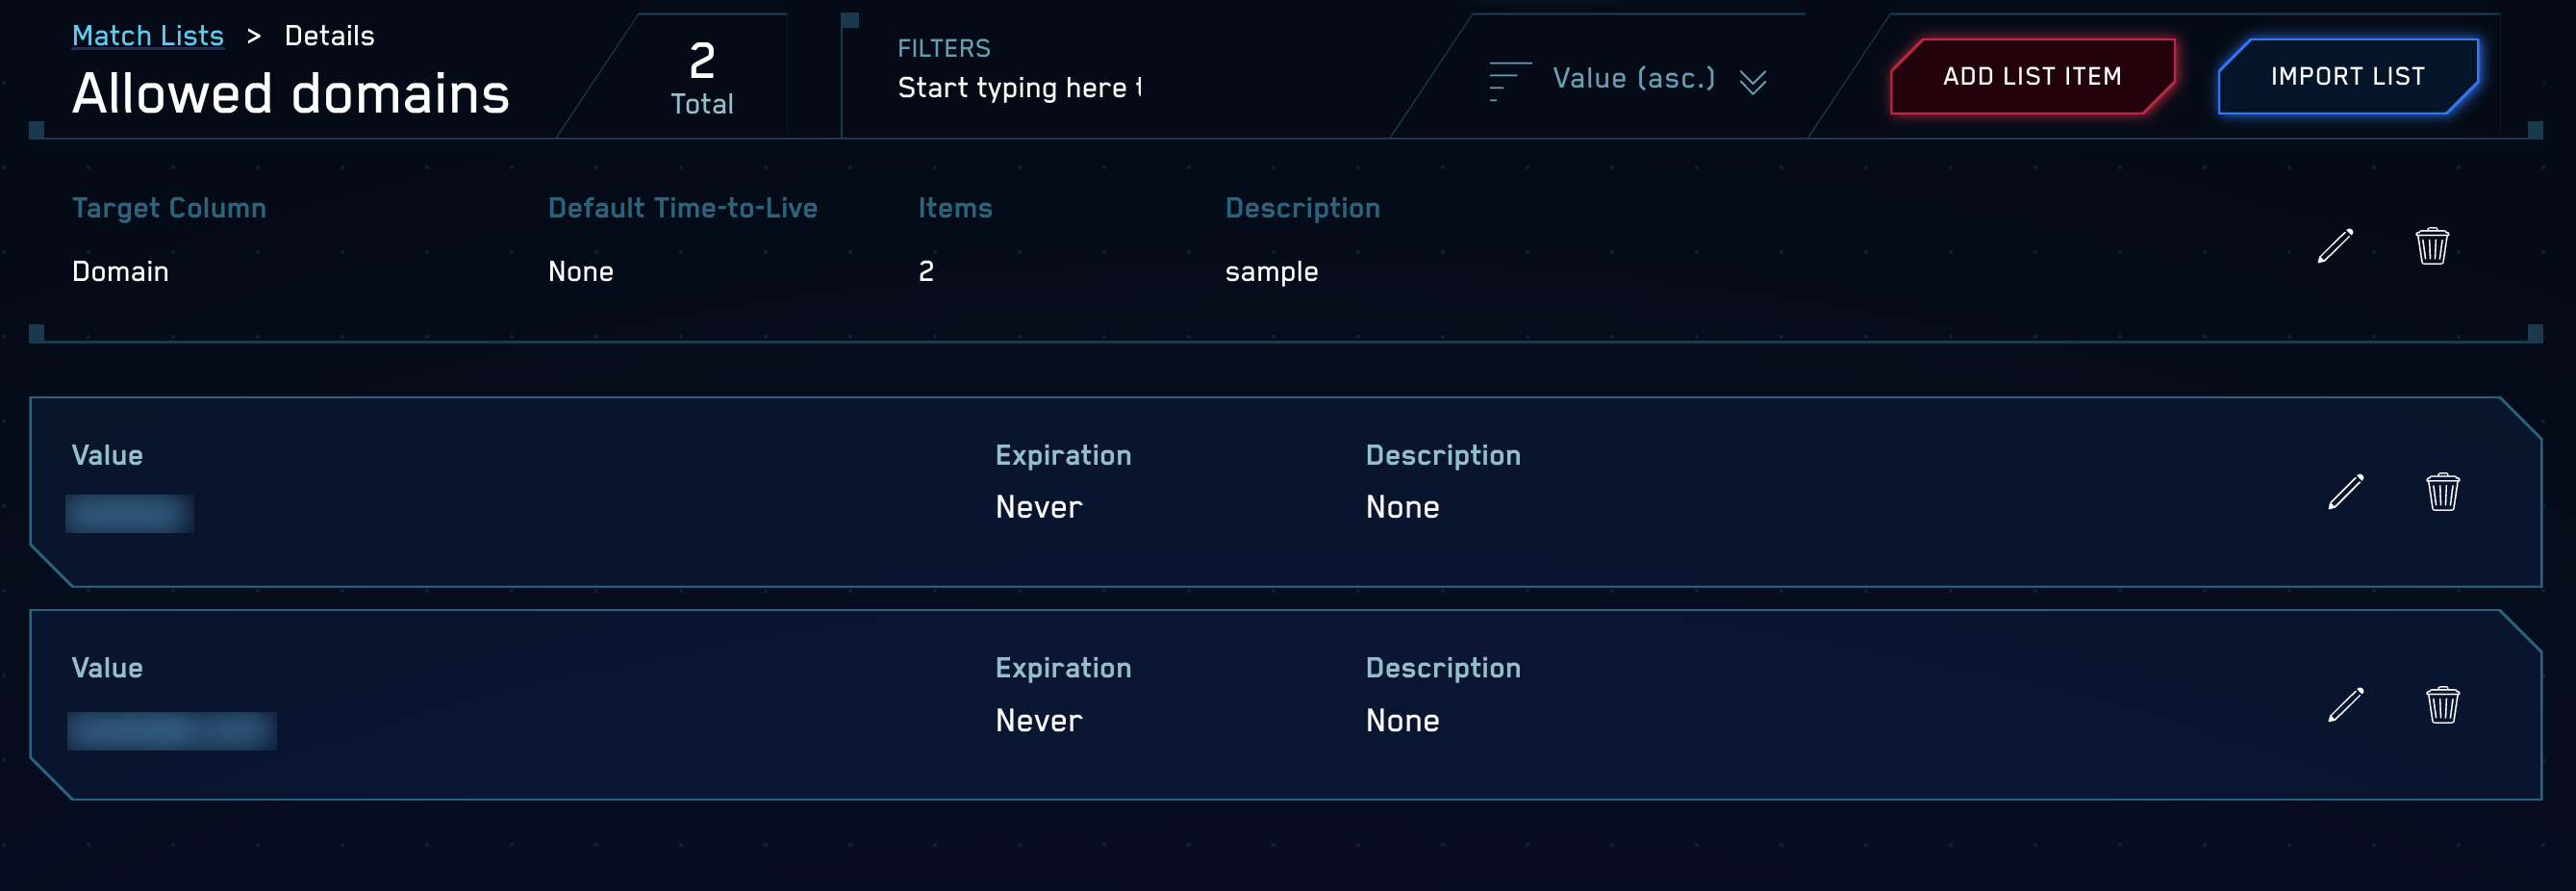 Match Lists > Details
Allowed domains
2
Total
FILTERS
Start typing here
Value (asc.)
ADD LIST ITEM
IMPORT LIST
Target Column
Default Time-to-Live
Items
Description
Domain
None
2
sample
Value
Expiration
Description
Never
None
Value
Expiration
Description
Never
None